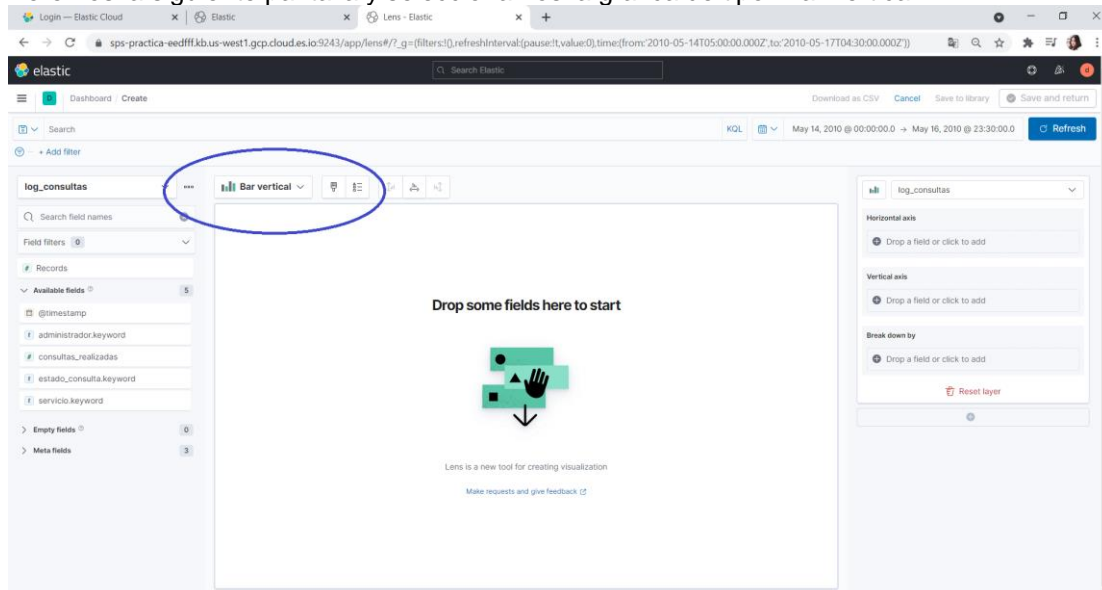 Login — Elastic Cloud
Elastic
Lens - Elastic
sps-practica-eedfff.kb.us-west1.gcp.cloud.es.io:9243/app/lens#/?_g=(filters:!(),refreshInterval:(pause:!t,value:0),time:(from:'2010-05-14T05:00:00.000Z',to:'2010-05-17T04:30:00.000Z'))
elastic
Search Elastic
d
D
Dashboard / Create
Download as CSV Cancel Save to library Save and return
Search
KQL
May 14, 2010 @ 00:00:00.0 → May 16, 2010 @ 23:30:00.0
Refresh
+ Add filter
log_consultas
Bar vertical
log_consultas
Search field names
Field filters 0
Records
Available fields 5
@timestamp
administrador.keyword
consultas_realizadas
estado_consulta.keyword
servicio.keyword
Empty fields 0
Meta fields 3
Drop some fields here to start
Lens is a new tool for creating visualization
Make requests and give feedback
Horizontal axis
Drop a field or click to add
Vertical axis
Drop a field or click to add
Break down by
Drop a field or click to add
Reset layer